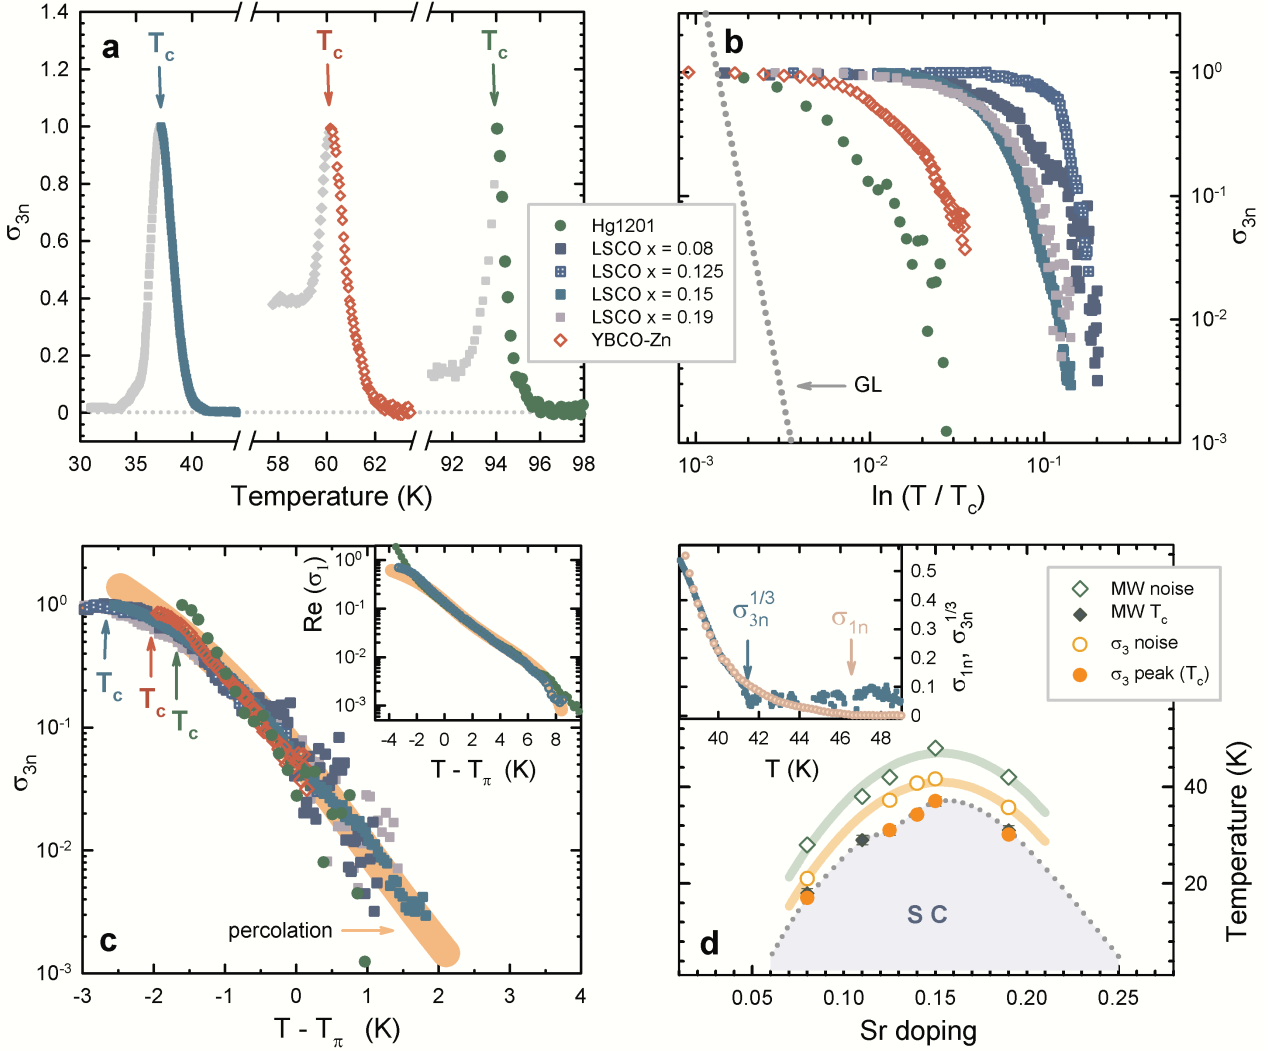 a
T_c
T_c
T_c
1.4
1.2
1.0
0.8
0.6
0.4
0.2
0
σ_3n
30 35 40 58 60 62 92 94 96 98
Temperature (K)
Hg1201
LSCO x = 0.08
LSCO x = 0.125
LSCO x = 0.15
LSCO x = 0.19
YBCO-Zn
b
GL
10^0
10^-1
10^-2
10^-3
σ_3n
10^-3 10^-2 10^-1
ln (T / T_c)
c
10^0
10^-1
10^-2
10^-3
σ_3n
T_c
T_c
T_c
percolation
-3 -2 -1 0 1 2 3 4
T - T_π (K)
Re (σ_1)
10^0
10^-1
10^-2
10^-3
-4 -2 0 2 4 6 8
T - T_π (K)
d
σ_3n^1/3
σ_1n
0.5
0.4
0.3
0.2
0.1
0
σ_1n, σ_3n^1/3
40 42 44 46 48
T (K)
MW noise
MW T_c
σ_3 noise
σ_3 peak (T_c)
S C
40
20
Temperature (K)
0.05 0.10 0.15 0.20 0.25
Sr doping